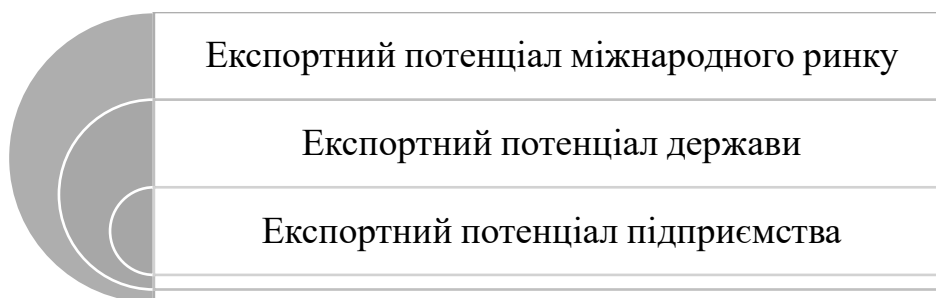 Експортний потенціал міжнародного ринку
Експортний потенціал держави
Експортний потенціал підприємства